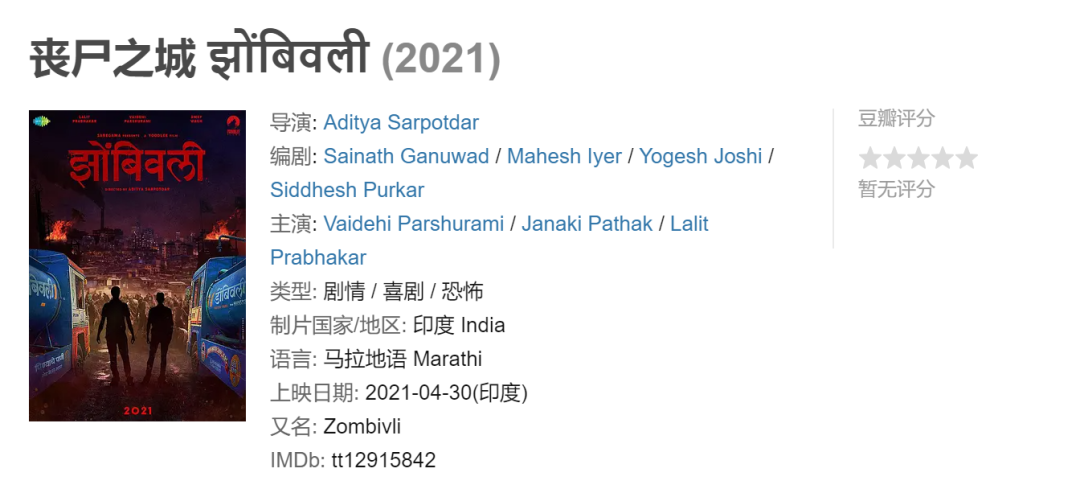 丧尸之城 झोंबिवली (2021)
झोंबिवली
2021
导演: Aditya Sarpotdar
编剧: Sainath Ganuwad / Mahesh Iyer / Yogesh Joshi /
Siddhesh Purkar
主演: Vaidehi Parshurami / Janaki Pathak / Lalit
Prabhakar
类型: 剧情 / 喜剧 / 恐怖
制片国家/地区: 印度 India
语言: 马拉地语 Marathi
上映日期: 2021-04-30(印度)
又名: Zombivli
IMDb: tt12915842
豆瓣评分
暂无评分